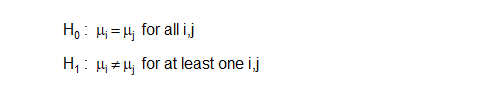 H₀ : μᵢ = μⱼ for all i,j
H₁ : μᵢ ≠ μⱼ for at least one i,j